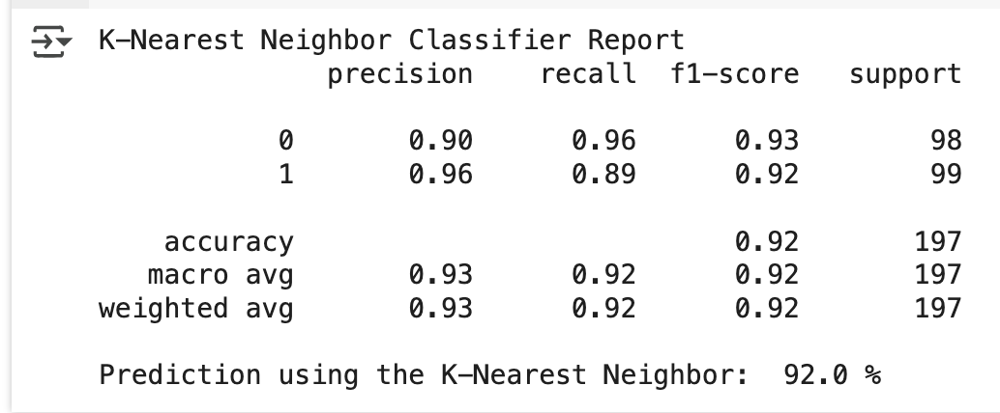 K-Nearest Neighbor Classifier Report
precision recall f1-score support
0 0.90 0.96 0.93 98
1 0.96 0.89 0.92 99
accuracy 0.92 197
macro avg 0.93 0.92 0.92 197
weighted avg 0.93 0.92 0.92 197
Prediction using the K-Nearest Neighbor: 92.0 %